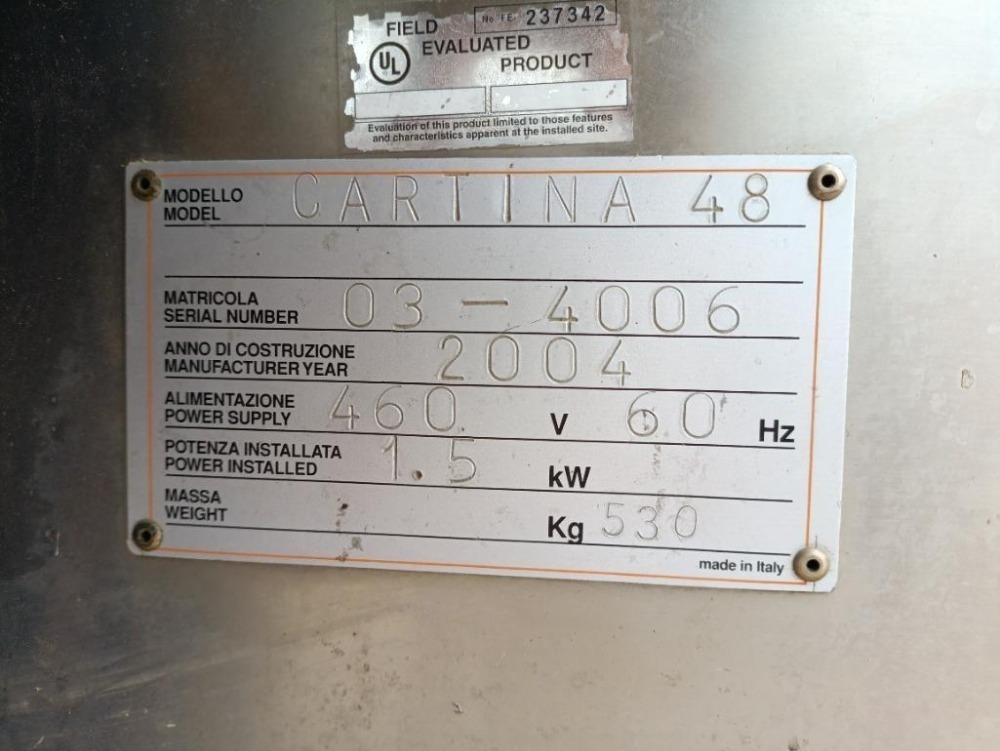 FIELD No FE 237342
UL EVALUATED
PRODUCT
Evaluation of this product limited to those features
and characteristics apparent at the installed site.
MODELLO
MODEL CARTINA 48
MATRICOLA
SERIAL NUMBER 03-4006
ANNO DI COSTRUZIONE
MANUFACTURER YEAR 2004
ALIMENTAZIONE
POWER SUPPLY 460 V 60 Hz
POTENZA INSTALLATA
POWER INSTALLED 1.5 kW
MASSA
WEIGHT Kg 530
made in Italy